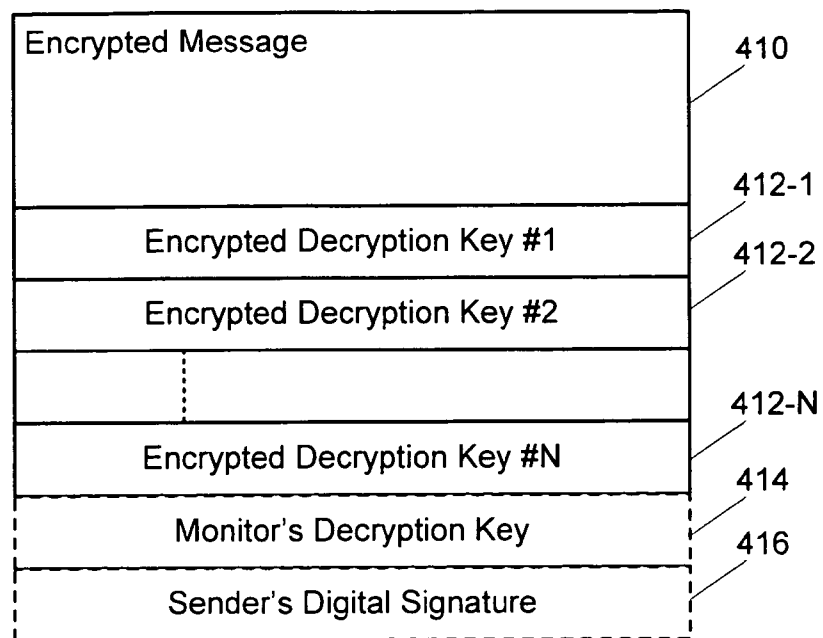 Encrypted Message
410
412-1
Encrypted Decryption Key #1
412-2
Encrypted Decryption Key #2
412-N
Encrypted Decryption Key #N
414
Monitor's Decryption Key
416
Sender's Digital Signature